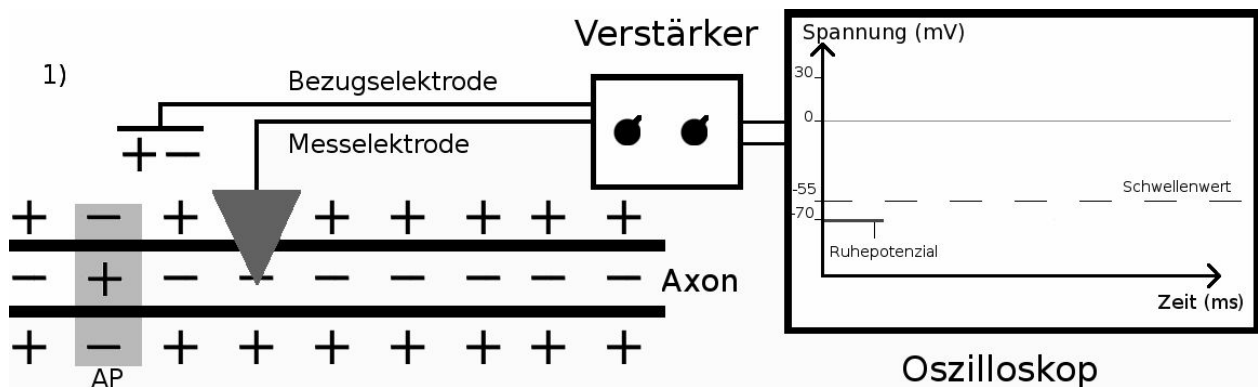 1)
Bezugselektrode
Messelektrode
+ −
Verstärker
Spannung (mV)
30
0
-55
-70
Schwellenwert
Ruhepotenzial
Zeit (ms)
Oszilloskop
+ − + + + + + +
− + − − − − − − −
Axon
+ − + + + + + + +
AP